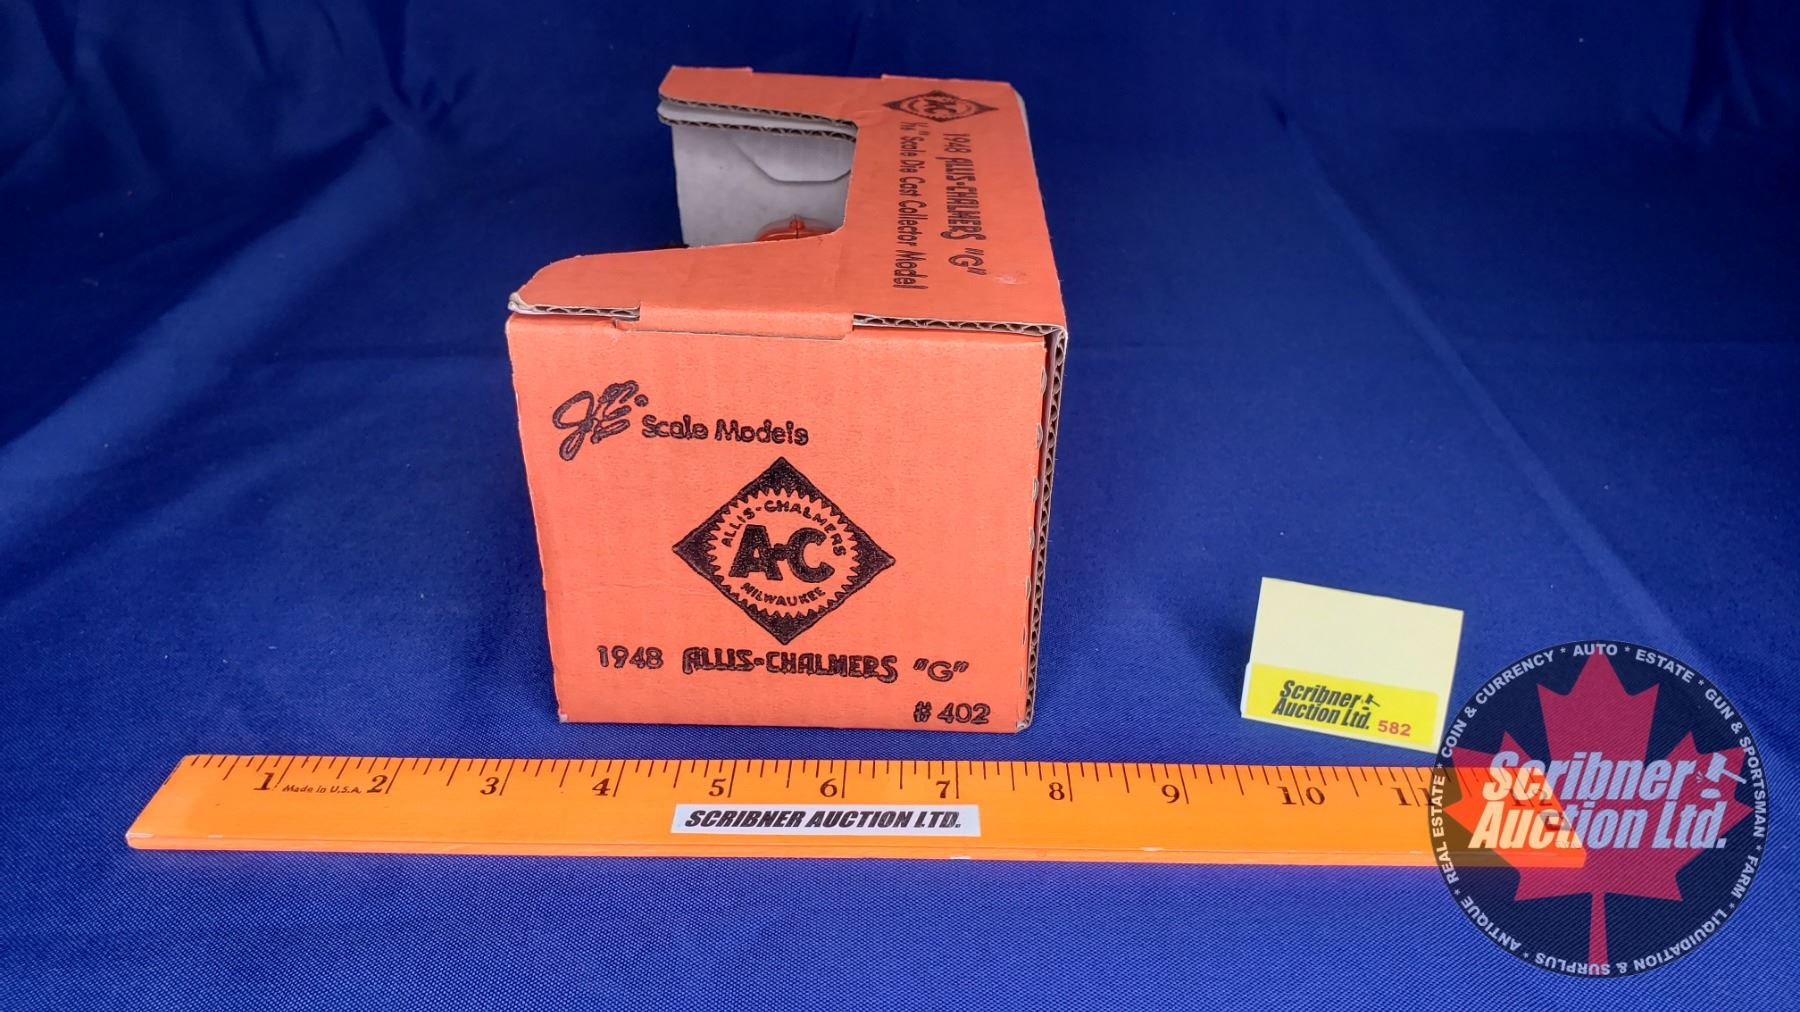 A-C
1948 ALLIS-CHALMERS "G"
1/16" Scale Die Cast Collector Model
JLE Scale Models
ALLIS-CHALMERS
A-C
MILWAUKEE
1948 ALLIS-CHALMERS "G"
#402
Scribner
Auction Ltd. 582
1 2 3 4 5 6 7 8 9 10 11 12
Made in U.S.A.
SCRIBNER AUCTION LTD.
Scribner
Auction Ltd.
ANTIQUE * REAL ESTATE * COIN & CURRENCY * AUTO * ESTATE * GUN & SPORTSMAN * FARM * LIQUIDATION & SURPLUS *